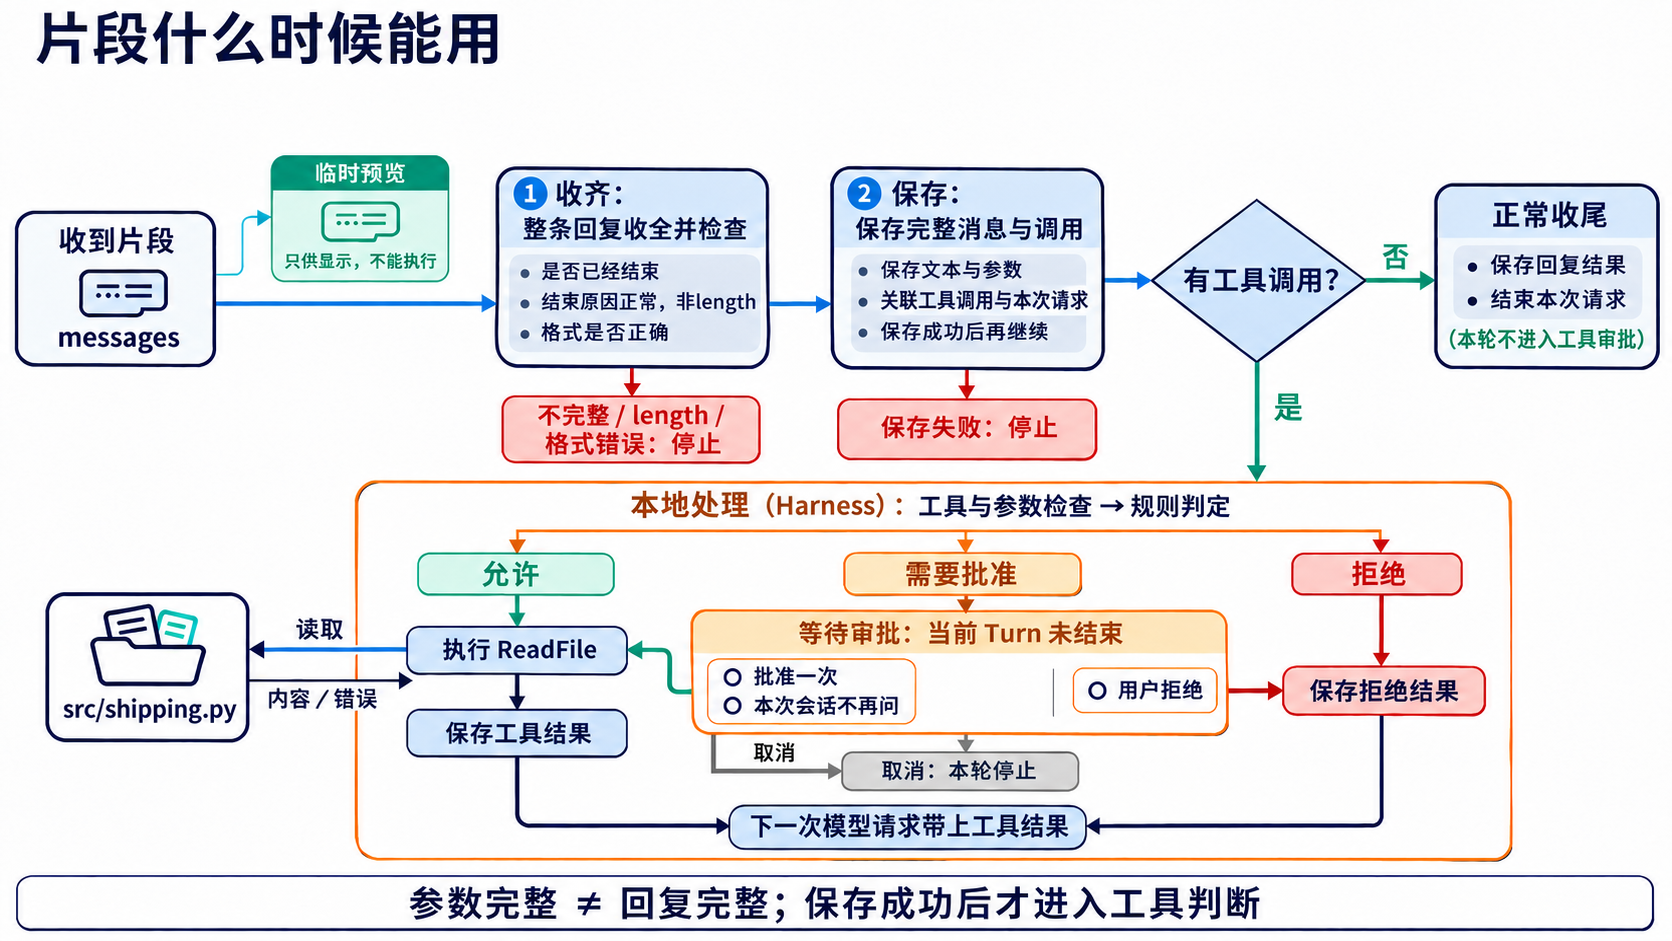 片段什么时候能用
收到片段
messages
临时预览
只供显示，不能执行
1 收齐：
整条回复收全并检查
是否已经结束
结束原因正常，非length
格式是否正确
不完整 / length /
格式错误：停止
2 保存：
保存完整消息与调用
保存文本与参数
关联工具调用与本次请求
保存成功后再继续
保存失败：停止
有工具调用？
否
是
正常收尾
保存回复结果
结束本次请求
（本轮不进入工具审批）
本地处理（Harness）：工具与参数检查 → 规则判定
允许
需要批准
拒绝
执行 ReadFile
读取
内容 / 错误
src/shipping.py
保存工具结果
等待审批：当前 Turn 未结束
批准一次
本次会话不再问
用户拒绝
保存拒绝结果
取消
取消：本轮停止
下一次模型请求带上工具结果
参数完整 ≠ 回复完整；保存成功后才进入工具判断